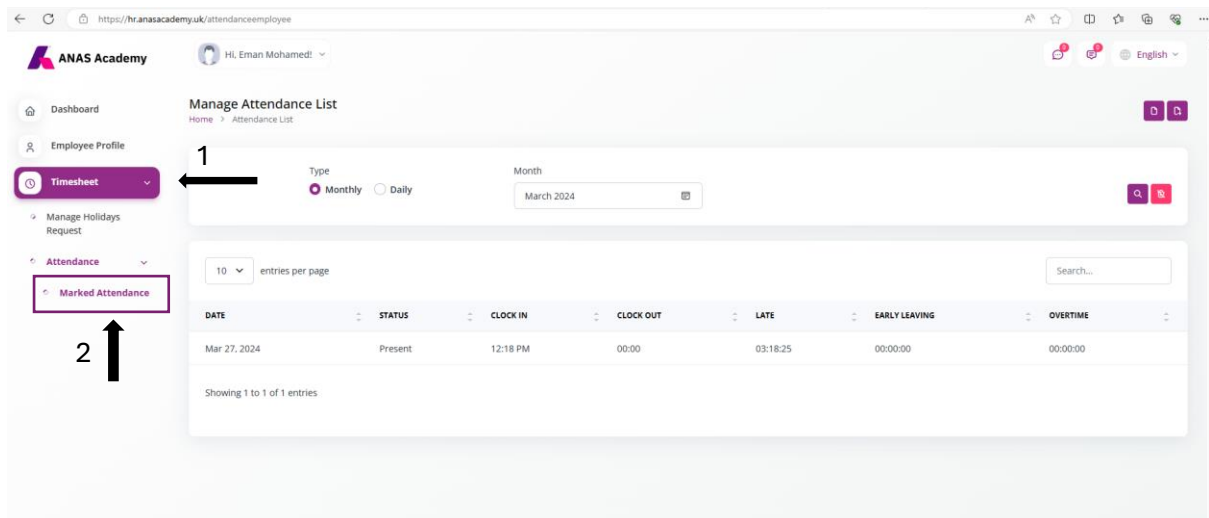 https://hr.anasacademy.uk/attendanceemployee
ANAS Academy
Hi, Eman Mohamed!
0
0
English
Dashboard
Manage Attendance List
Home > Attendance List
Employee Profile
1
Type
Month
Timesheet
Monthly
Daily
March 2024
Manage Holidays
Request
Attendance
10
entries per page
Search...
Marked Attendance
DATE STATUS CLOCK IN CLOCK OUT LATE EARLY LEAVING OVERTIME
2
Mar 27, 2024 Present 12:18 PM 00:00 03:18:25 00:00:00 00:00:00
Showing 1 to 1 of 1 entries